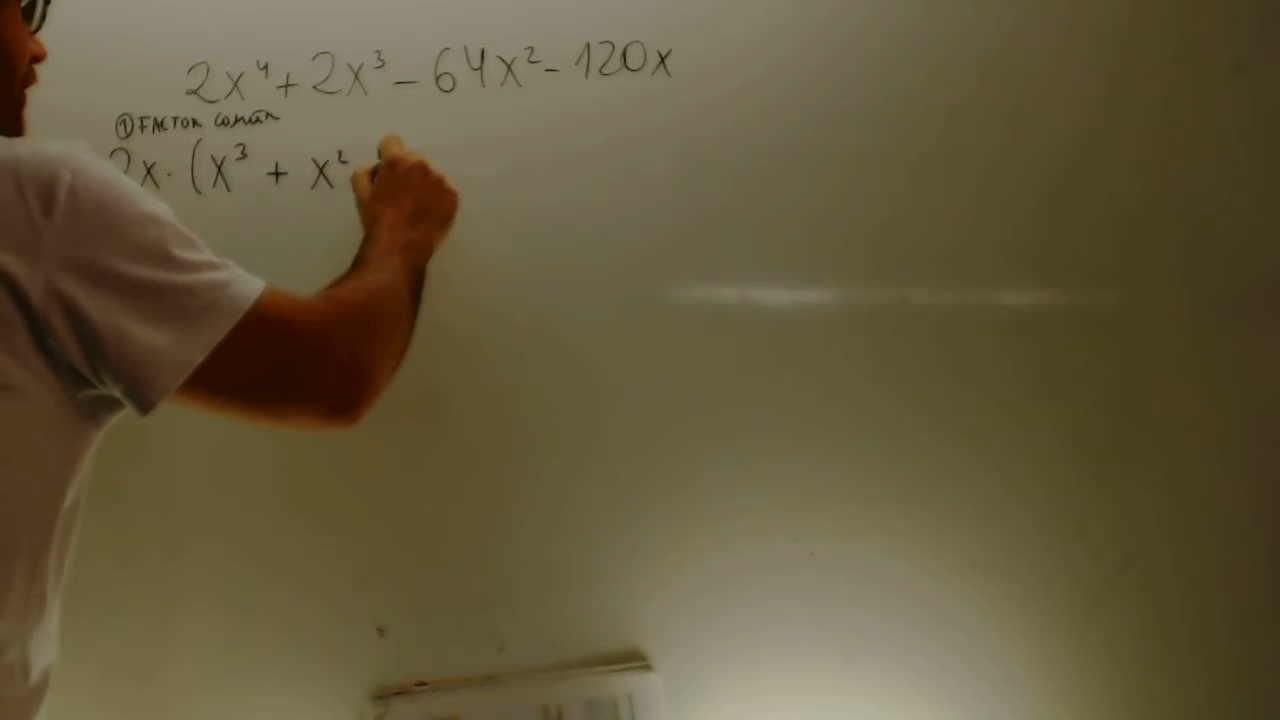 2x⁴ + 2x³ - 64x² - 120x
① FACTOR COMÚN
2x · (x³ + x²